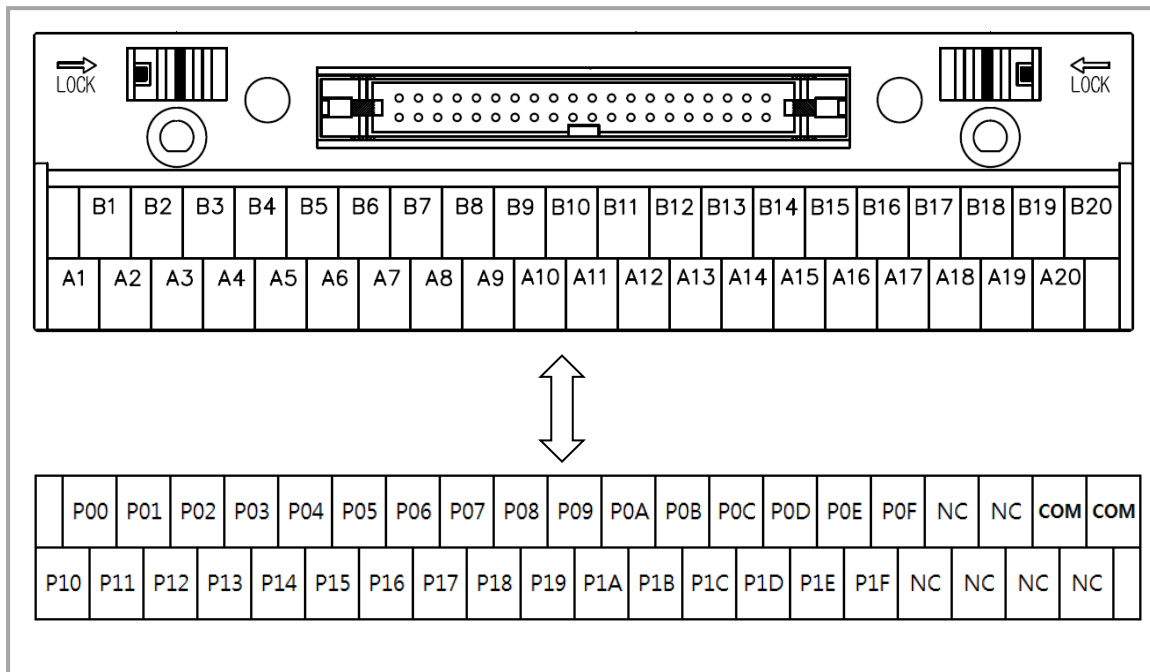 LOCK LOCK
B1 B2 B3 B4 B5 B6 B7 B8 B9 B10 B11 B12 B13 B14 B15 B16 B17 B18 B19 B20
A1 A2 A3 A4 A5 A6 A7 A8 A9 A10 A11 A12 A13 A14 A15 A16 A17 A18 A19 A20
P00 P01 P02 P03 P04 P05 P06 P07 P08 P09 P0A P0B P0C P0D P0E P0F NC NC COM COM
P10 P11 P12 P13 P14 P15 P16 P17 P18 P19 P1A P1B P1C P1D P1E P1F NC NC NC NC